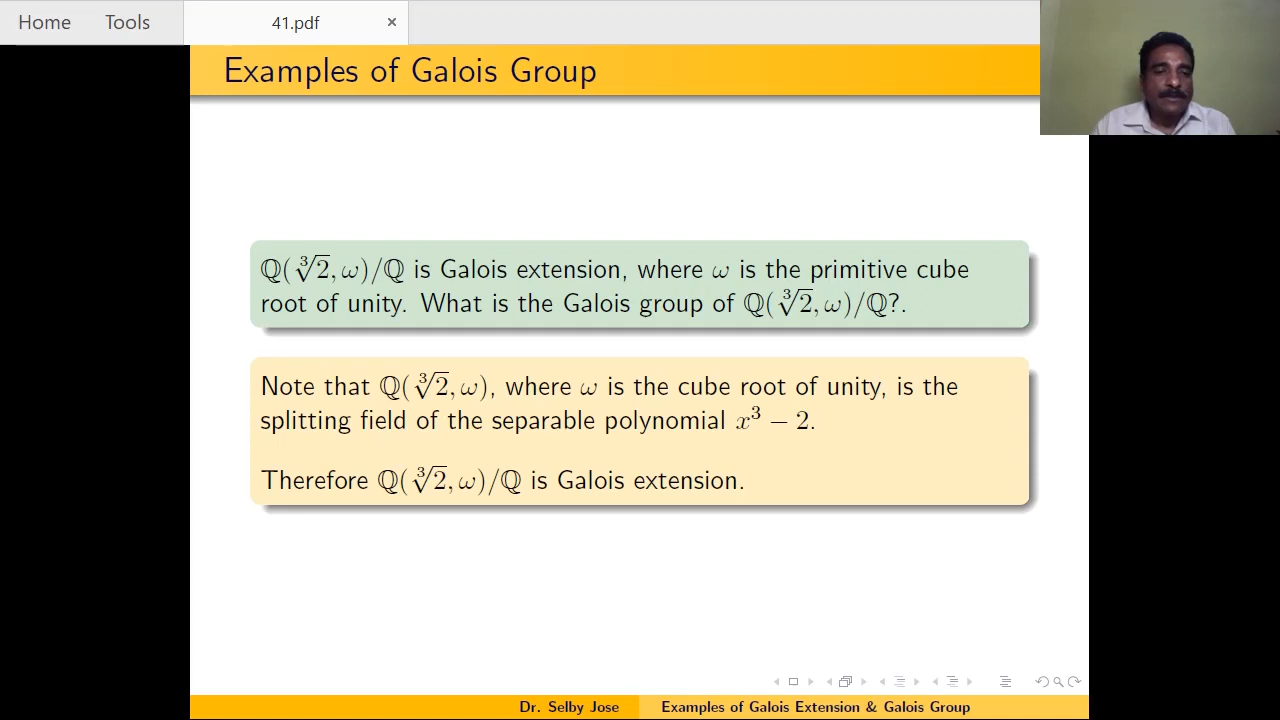 Home Tools 41.pdf ×
Examples of Galois Group
ℚ(∛2, ω)/ℚ is Galois extension, where ω is the primitive cube
root of unity. What is the Galois group of ℚ(∛2, ω)/ℚ?.
Note that ℚ(∛2, ω), where ω is the cube root of unity, is the
splitting field of the separable polynomial x³ − 2.
Therefore ℚ(∛2, ω)/ℚ is Galois extension.
Dr. Selby Jose Examples of Galois Extension & Galois Group